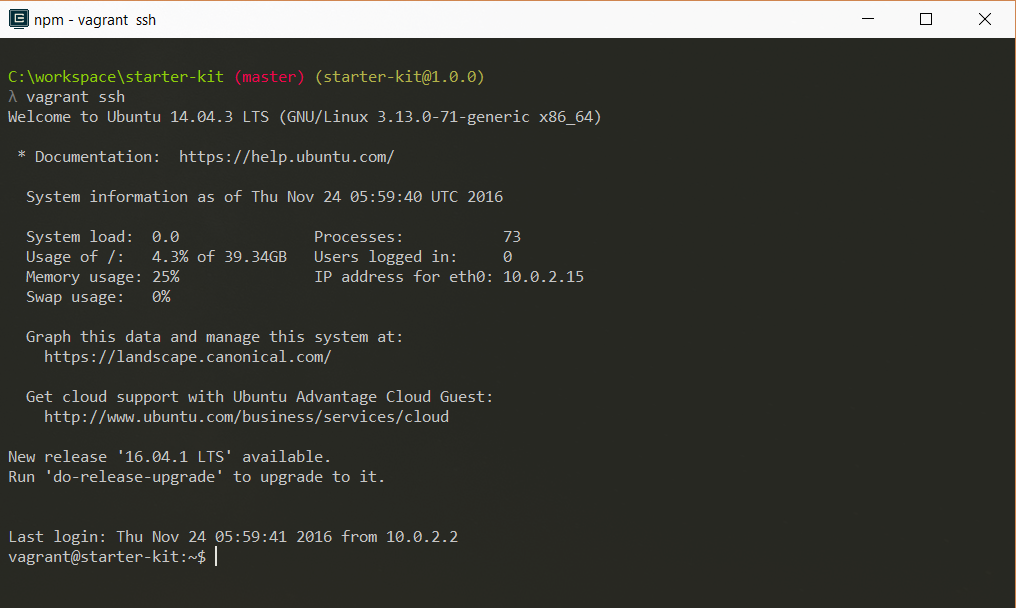 npm - vagrant ssh
C:\workspace\starter-kit (master) (starter-kit@1.0.0)
λ vagrant ssh
Welcome to Ubuntu 14.04.3 LTS (GNU/Linux 3.13.0-71-generic x86_64)
* Documentation:  https://help.ubuntu.com/
System information as of Thu Nov 24 05:59:40 UTC 2016
System load:  0.0               Processes:           73
Usage of /:   4.3% of 39.34GB   Users logged in:     0
Memory usage: 25%               IP address for eth0: 10.0.2.15
Swap usage:   0%
Graph this data and manage this system at:
https://landscape.canonical.com/
Get cloud support with Ubuntu Advantage Cloud Guest:
http://www.ubuntu.com/business/services/cloud
New release '16.04.1 LTS' available.
Run 'do-release-upgrade' to upgrade to it.
Last login: Thu Nov 24 05:59:41 2016 from 10.0.2.2
vagrant@starter-kit:~$